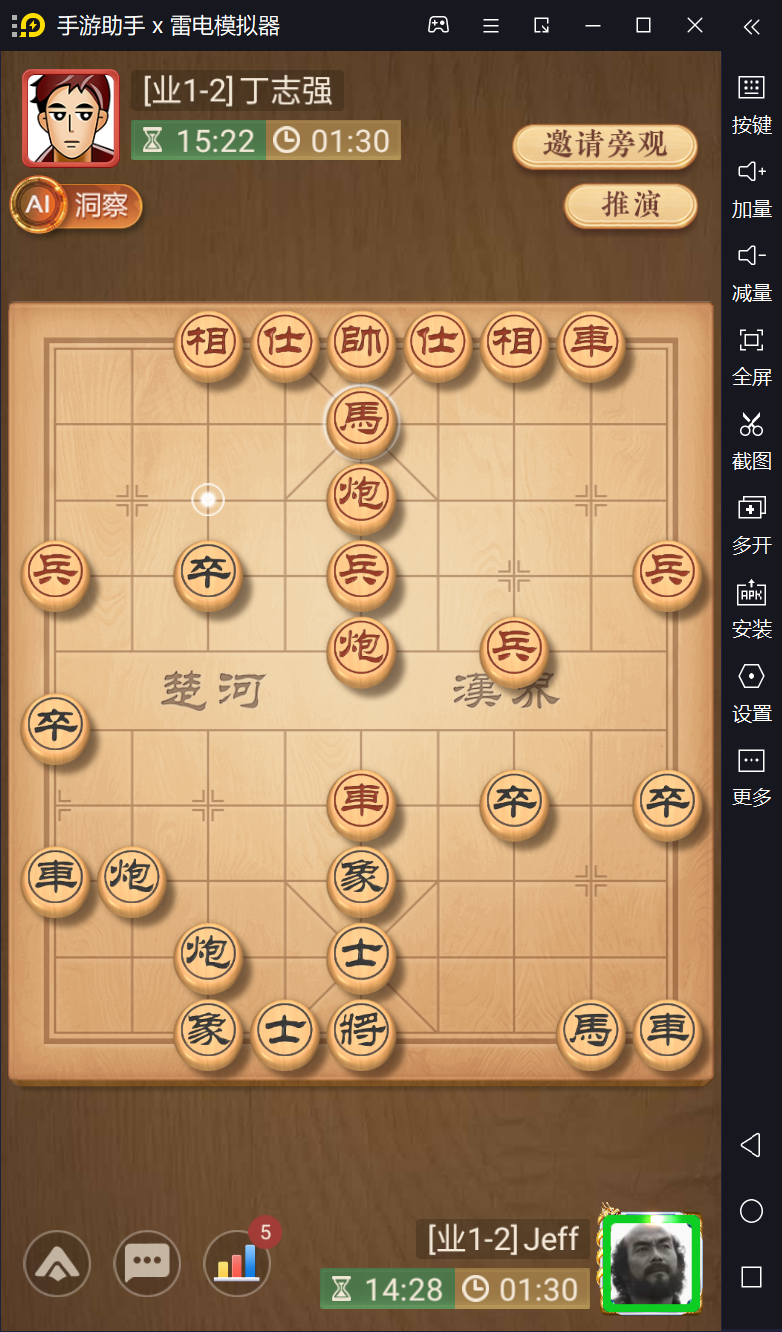 手游助手 x 雷电模拟器
[业1-2]丁志强
15:22 01:30
邀请旁观
AI 洞察
推演
相仕帥仕相車
馬
炮
兵卒兵兵
炮兵
楚河 漢界
卒
車卒卒
車炮象
炮士
象士將馬車
5
[业1-2]Jeff
14:28 01:30
按键
加量
减量
全屏
截图
多开
APK
安装
设置
更多